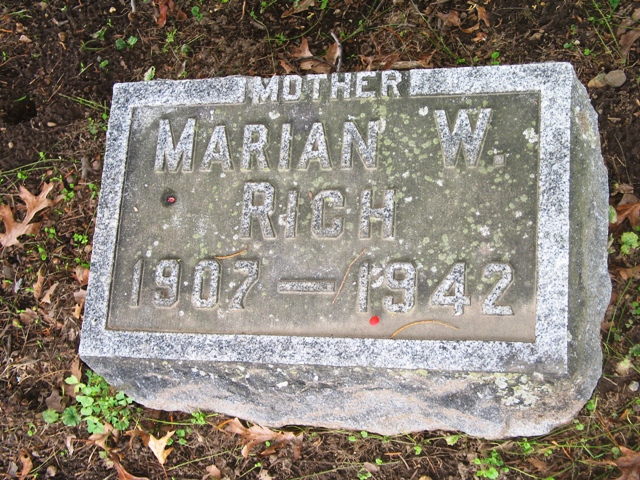 MOTHER
MARIAN W.
RICH
1907 — 1942